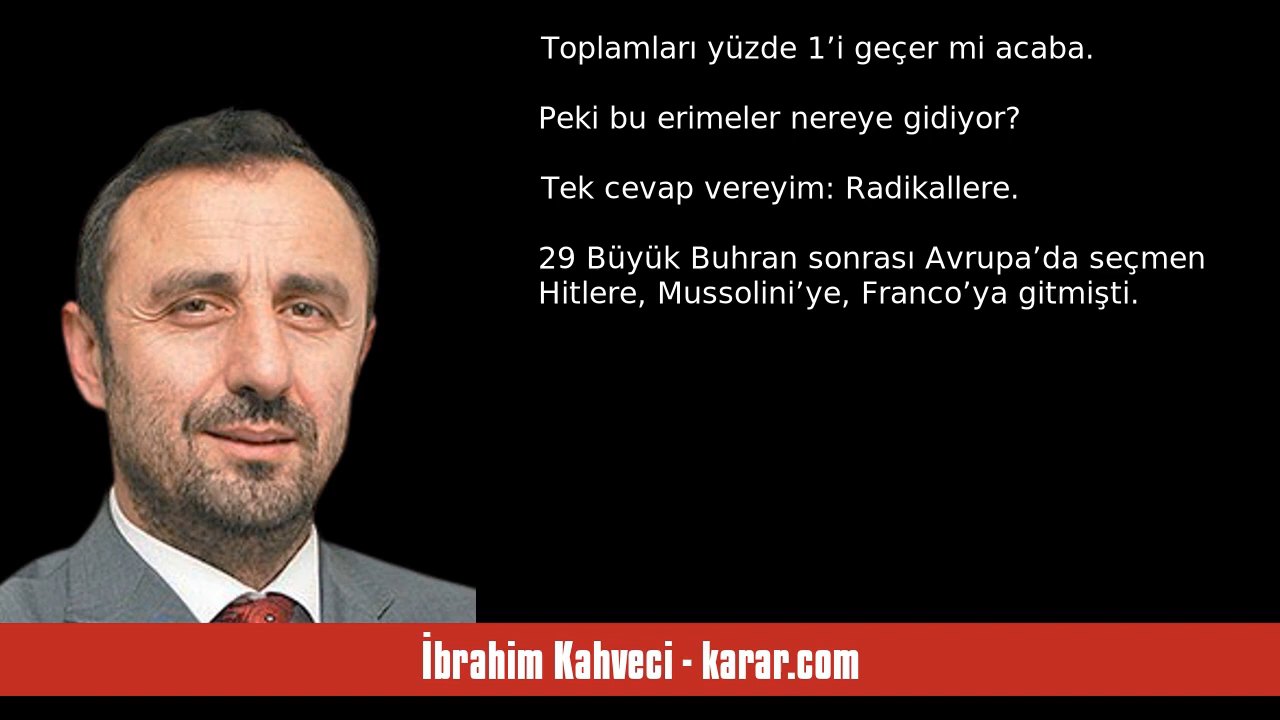 Toplamları yüzde 1’i geçer mi acaba.
Peki bu erimeler nereye gidiyor?
Tek cevap vereyim: Radikallere.
29 Büyük Buhran sonrası Avrupa’da seçmen
Hitlere, Mussolini’ye, Franco’ya gitmişti.
İbrahim Kahveci - karar.com